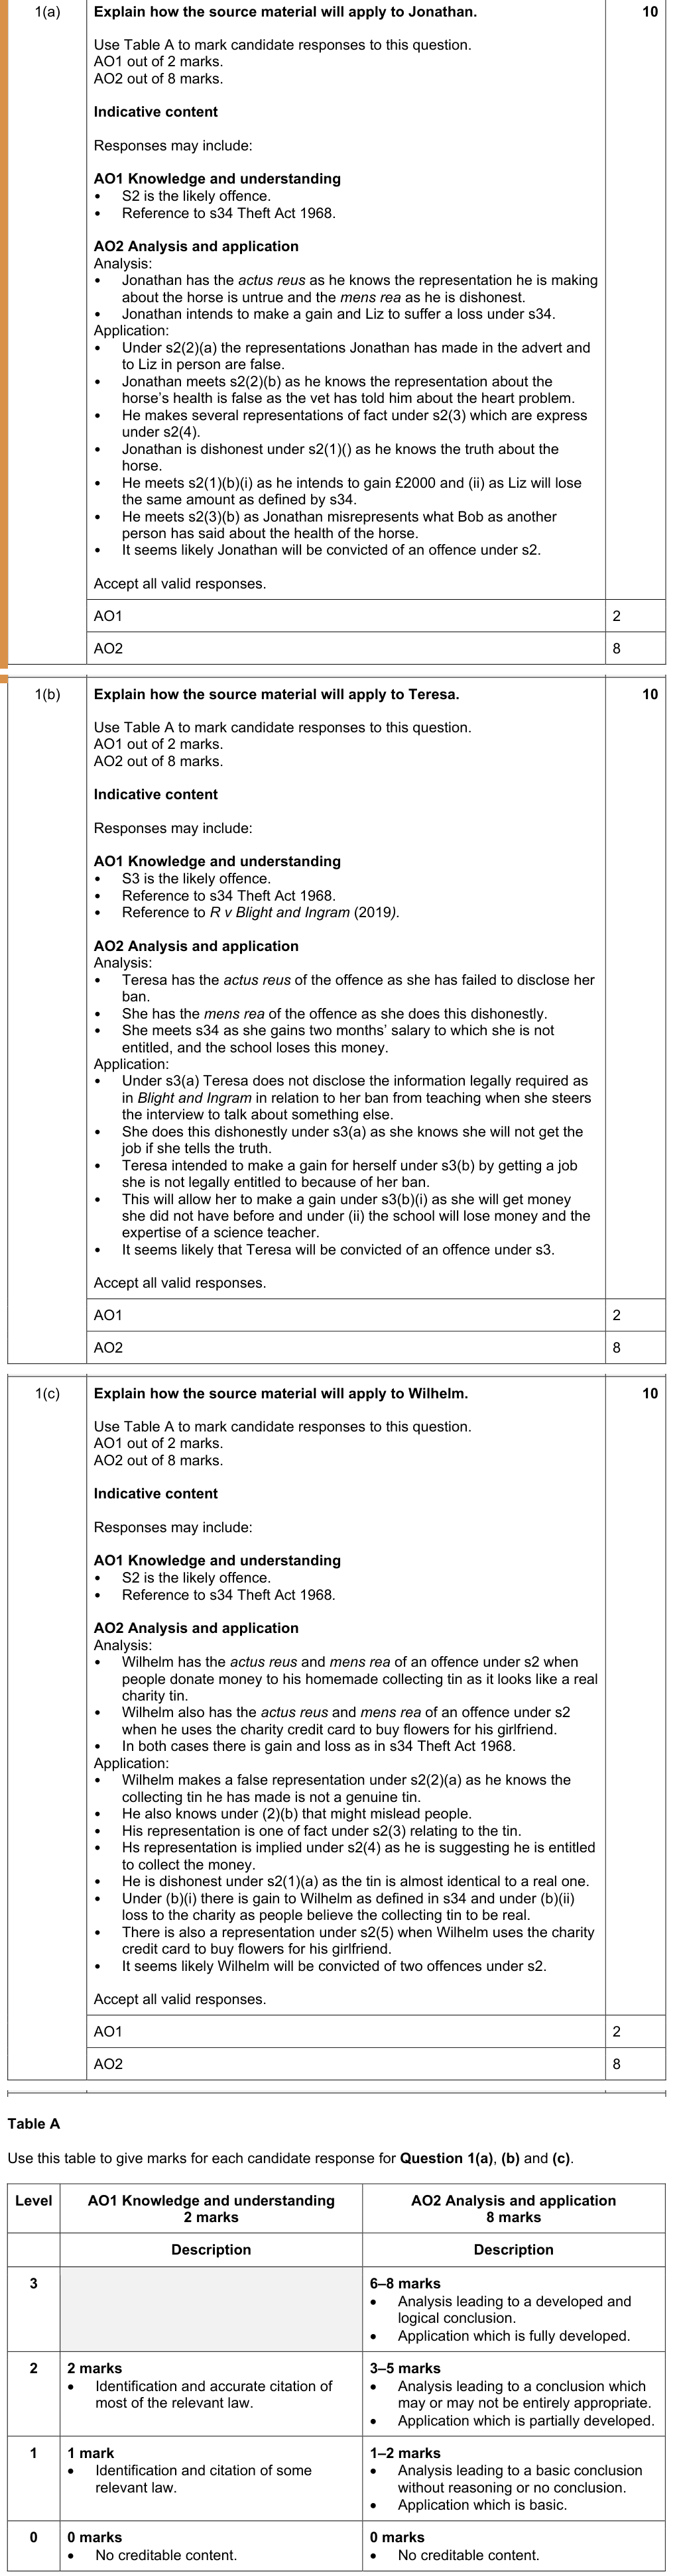 1(a)
Explain how the source material will apply to Jonathan.
10
Use Table A to mark candidate responses to this question.
AO1 out of 2 marks.
AO2 out of 8 marks.
Indicative content
Responses may include:
AO1 Knowledge and understanding
• S2 is the likely offence.
• Reference to s34 Theft Act 1968.
AO2 Analysis and application
Analysis:
• Jonathan has the actus reus as he knows the representation he is making
about the horse is untrue and the mens rea as he is dishonest.
• Jonathan intends to make a gain and Liz to suffer a loss under s34.
Application:
• Under s2(2)(a) the representations Jonathan has made in the advert and
to Liz in person are false.
• Jonathan meets s2(2)(b) as he knows the representation about the
horse's health is false as the vet has told him about the heart problem.
• He makes several representations of fact under s2(3) which are express
under s2(4).
• Jonathan is dishonest under s2(1)() as he knows the truth about the
horse.
• He meets s2(1)(b)(i) as he intends to gain £2000 and (ii) as Liz will lose
the same amount as defined by s34.
• He meets s2(3)(b) as Jonathan misrepresents what Bob as another
person has said about the health of the horse.
• It seems likely Jonathan will be convicted of an offence under s2.
Accept all valid responses.
AO1
2
AO2
8
1(b)
Explain how the source material will apply to Teresa.
10
Use Table A to mark candidate responses to this question.
AO1 out of 2 marks.
AO2 out of 8 marks.
Indicative content
Responses may include:
AO1 Knowledge and understanding
• S3 is the likely offence.
• Reference to s34 Theft Act 1968.
• Reference to R v Blight and Ingram (2019).
AO2 Analysis and application
Analysis:
• Teresa has the actus reus of the offence as she has failed to disclose her
ban.
• She has the mens rea of the offence as she does this dishonestly.
• She meets s34 as she gains two months' salary to which she is not
entitled, and the school loses this money.
Application:
• Under s3(a) Teresa does not disclose the information legally required as
in Blight and Ingram in relation to her ban from teaching when she steers
the interview to talk about something else.
• She does this dishonestly under s3(a) as she knows she will not get the
job if she tells the truth.
• Teresa intended to make a gain for herself under s3(b) by getting a job
she is not legally entitled to because of her ban.
• This will allow her to make a gain under s3(b)(i) as she will get money
she did not have before and under (ii) the school will lose money and the
expertise of a science teacher.
• It seems likely that Teresa will be convicted of an offence under s3.
Accept all valid responses.
AO1
2
AO2
8
1(c)
Explain how the source material will apply to Wilhelm.
10
Use Table A to mark candidate responses to this question.
AO1 out of 2 marks.
AO2 out of 8 marks.
Indicative content
Responses may include:
AO1 Knowledge and understanding
• S2 is the likely offence.
• Reference to s34 Theft Act 1968.
AO2 Analysis and application
Analysis:
• Wilhelm has the actus reus and mens rea of an offence under s2 when
people donate money to his homemade collecting tin as it looks like a real
charity tin.
• Wilhelm also has the actus reus and mens rea of an offence under s2
when he uses the charity credit card to buy flowers for his girlfriend.
• In both cases there is gain and loss as in s34 Theft Act 1968.
Application:
• Wilhelm makes a false representation under s2(2)(a) as he knows the
collecting tin he has made is not a genuine tin.
• He also knows under (2)(b) that might mislead people.
• His representation is one of fact under s2(3) relating to the tin.
• Hs representation is implied under s2(4) as he is suggesting he is entitled
to collect the money.
• He is dishonest under s2(1)(a) as the tin is almost identical to a real one.
• Under (b)(i) there is gain to Wilhelm as defined in s34 and under (b)(ii)
loss to the charity as people believe the collecting tin to be real.
• There is also a representation under s2(5) when Wilhelm uses the charity
credit card to buy flowers for his girlfriend.
• It seems likely Wilhelm will be convicted of two offences under s2.
Accept all valid responses.
AO1
2
AO2
8
Table A
Use this table to give marks for each candidate response for Question 1(a), (b) and (c).
Level
AO1 Knowledge and understanding
2 marks
AO2 Analysis and application
8 marks
Description
Description
3
6–8 marks
• Analysis leading to a developed and
logical conclusion.
• Application which is fully developed.
2
2 marks
• Identification and accurate citation of
most of the relevant law.
3–5 marks
• Analysis leading to a conclusion which
may or may not be entirely appropriate.
• Application which is partially developed.
1
1 mark
• Identification and citation of some
relevant law.
1–2 marks
• Analysis leading to a basic conclusion
without reasoning or no conclusion.
• Application which is basic.
0
0 marks
• No creditable content.
0 marks
• No creditable content.